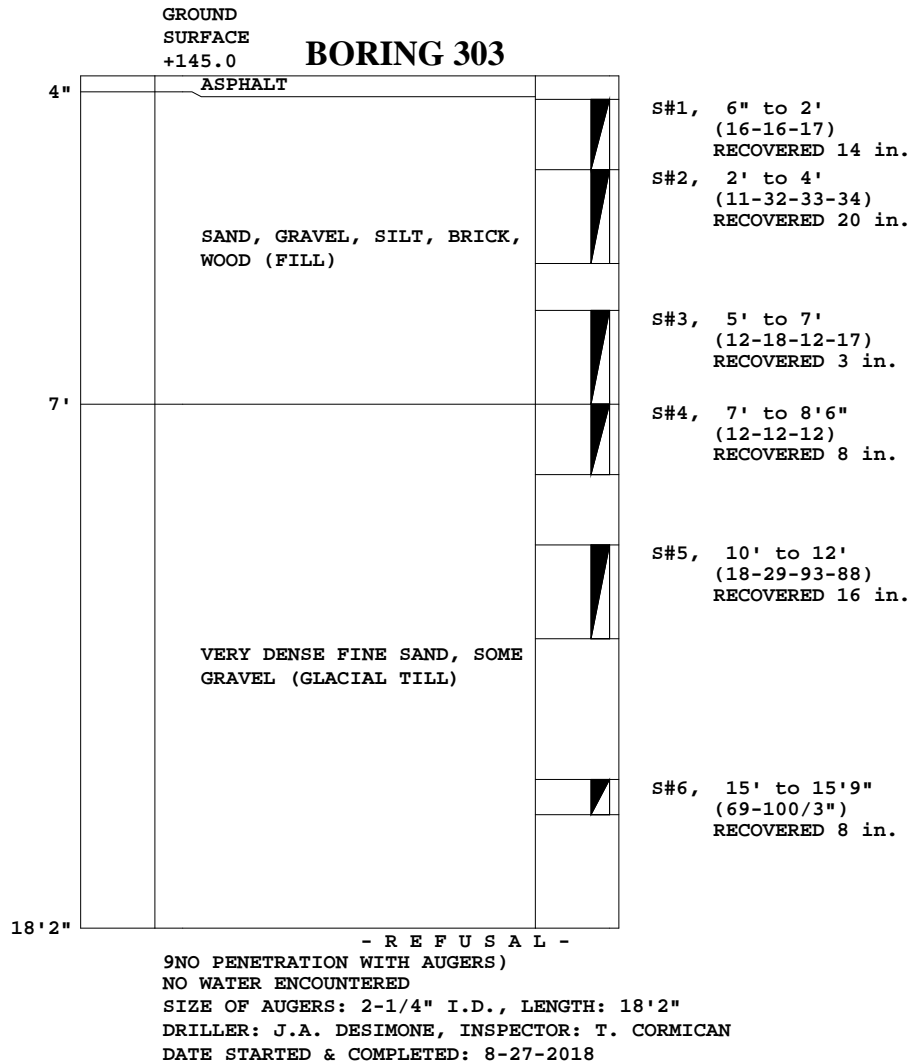 GROUND
SURFACE
+145.0
BORING 303
ASPHALT
4"
S#1, 6" to 2'
(16-16-17)
RECOVERED 14 in.
S#2, 2' to 4'
(11-32-33-34)
RECOVERED 20 in.
SAND, GRAVEL, SILT, BRICK,
WOOD (FILL)
S#3, 5' to 7'
(12-18-12-17)
RECOVERED 3 in.
7'
S#4, 7' to 8'6"
(12-12-12)
RECOVERED 8 in.
S#5, 10' to 12'
(18-29-93-88)
RECOVERED 16 in.
VERY DENSE FINE SAND, SOME
GRAVEL (GLACIAL TILL)
S#6, 15' to 15'9"
(69-100/3")
RECOVERED 8 in.
18'2"
- R E F U S A L -
9NO PENETRATION WITH AUGERS)
NO WATER ENCOUNTERED
SIZE OF AUGERS: 2-1/4" I.D., LENGTH: 18'2"
DRILLER: J.A. DESIMONE, INSPECTOR: T. CORMICAN
DATE STARTED & COMPLETED: 8-27-2018